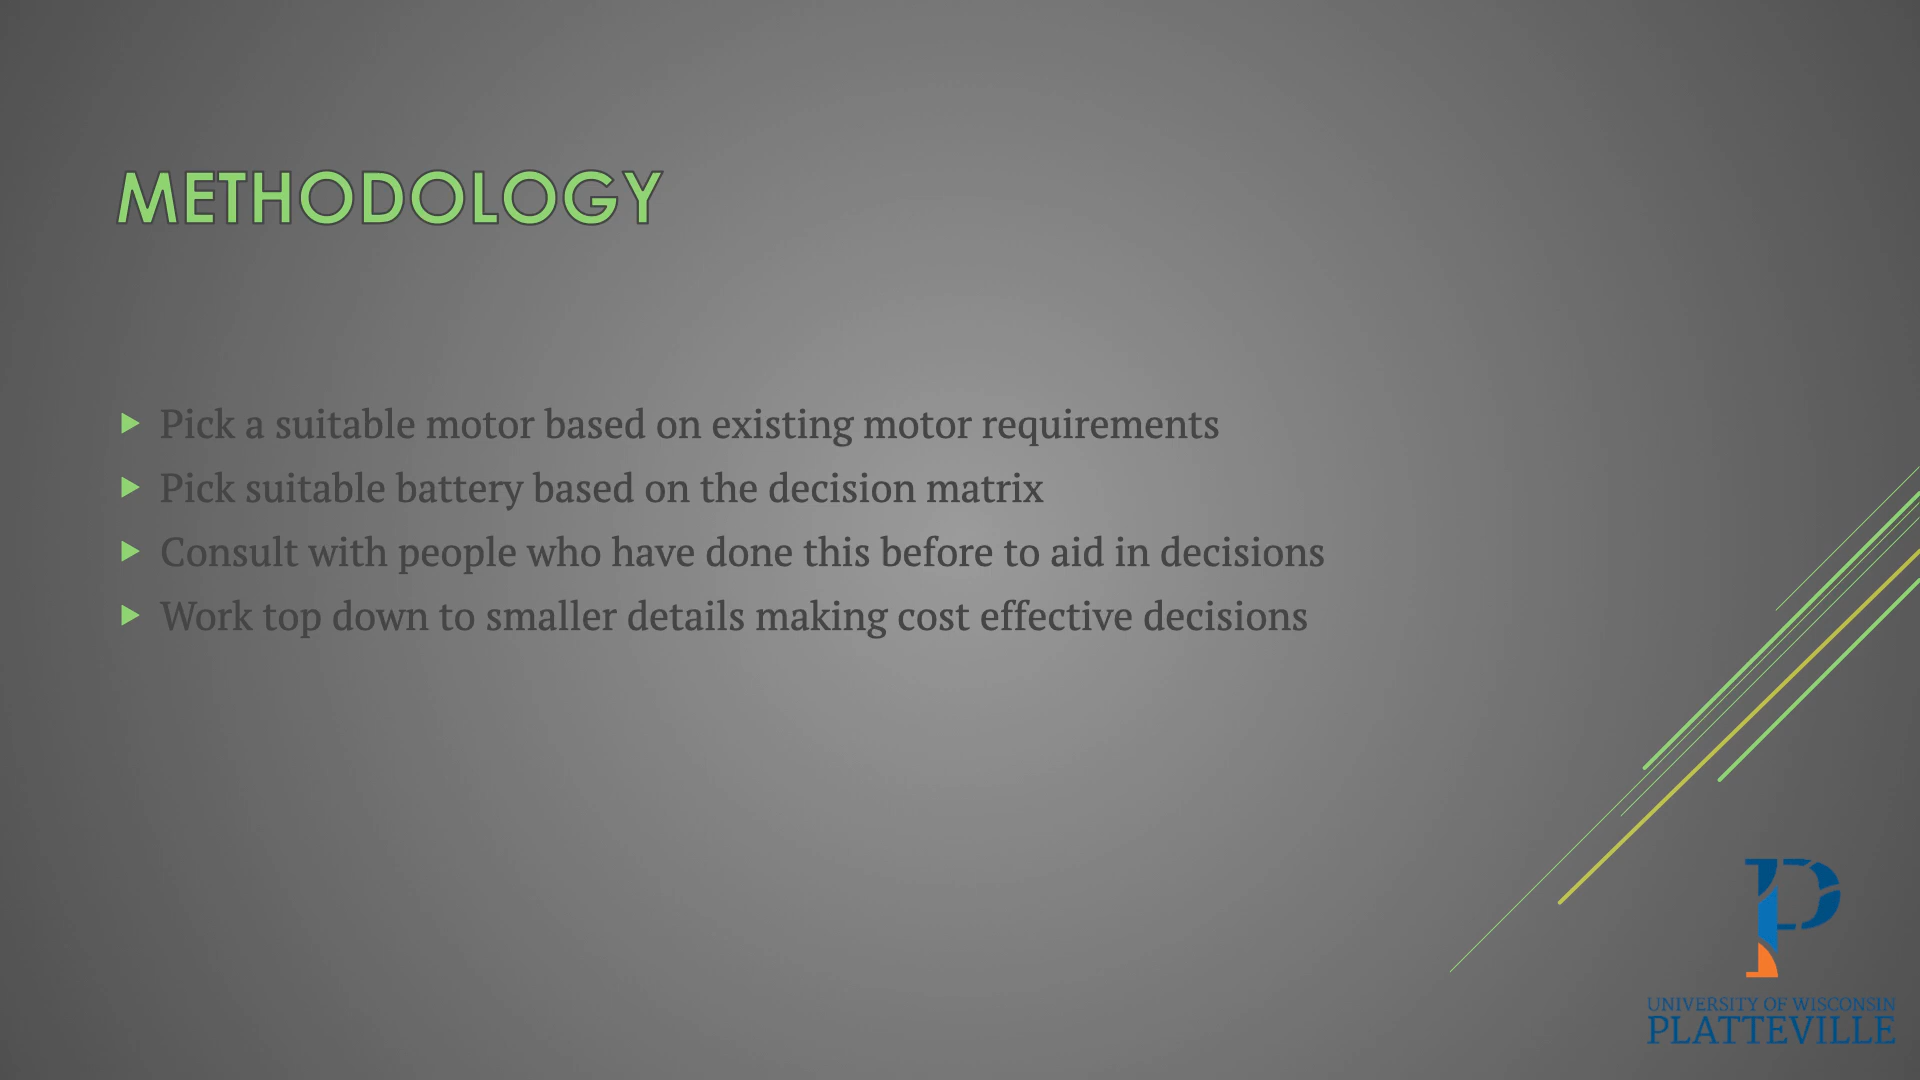 METHODOLOGY
Pick a suitable motor based on existing motor requirements
Pick suitable battery based on the decision matrix
Consult with people who have done this before to aid in decisions
Work top down to smaller details making cost effective decisions
P
UNIVERSITY OF WISCONSIN
PLATTEVILLE